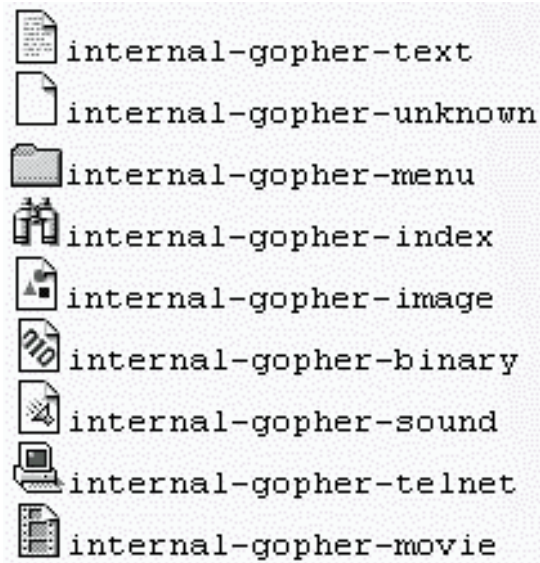 internal-gopher-text
internal-gopher-unknown
internal-gopher-menu
internal-gopher-index
internal-gopher-image
internal-gopher-binary
internal-gopher-sound
internal-gopher-telnet
internal-gopher-movie